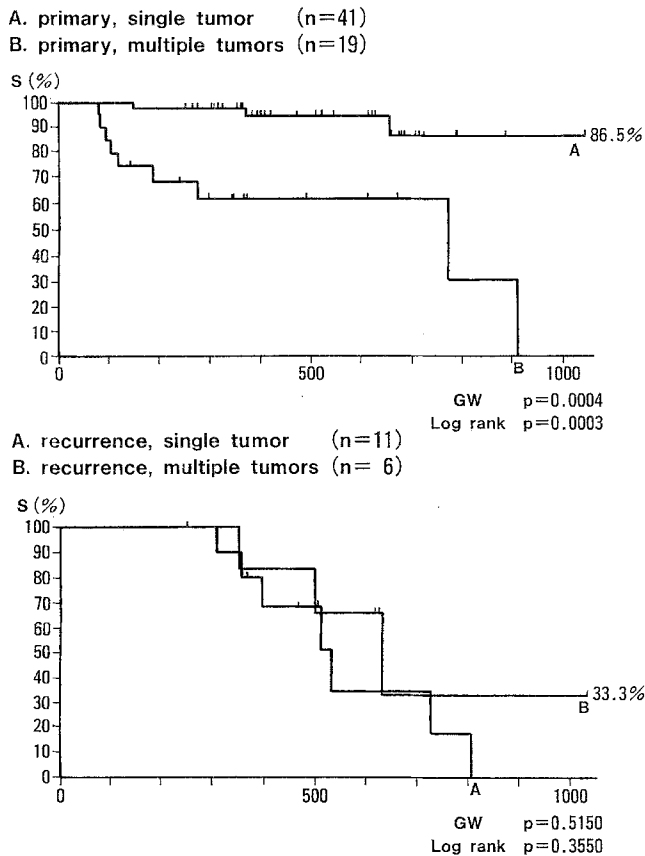 A. primary, single tumor (n=41)
B. primary, multiple tumors (n=19)
S (%)
100
90
80
70
60
50
40
30
20
10
0
86.5%
A
B
0 500 1000
GW p=0.0004
Log rank p=0.0003
A. recurrence, single tumor (n=11)
B. recurrence, multiple tumors (n= 6)
S (%)
100
90
80
70
60
50
40
30
20
10
0
33.3%
B
A
0 500 1000
GW p=0.5150
Log rank p=0.3550